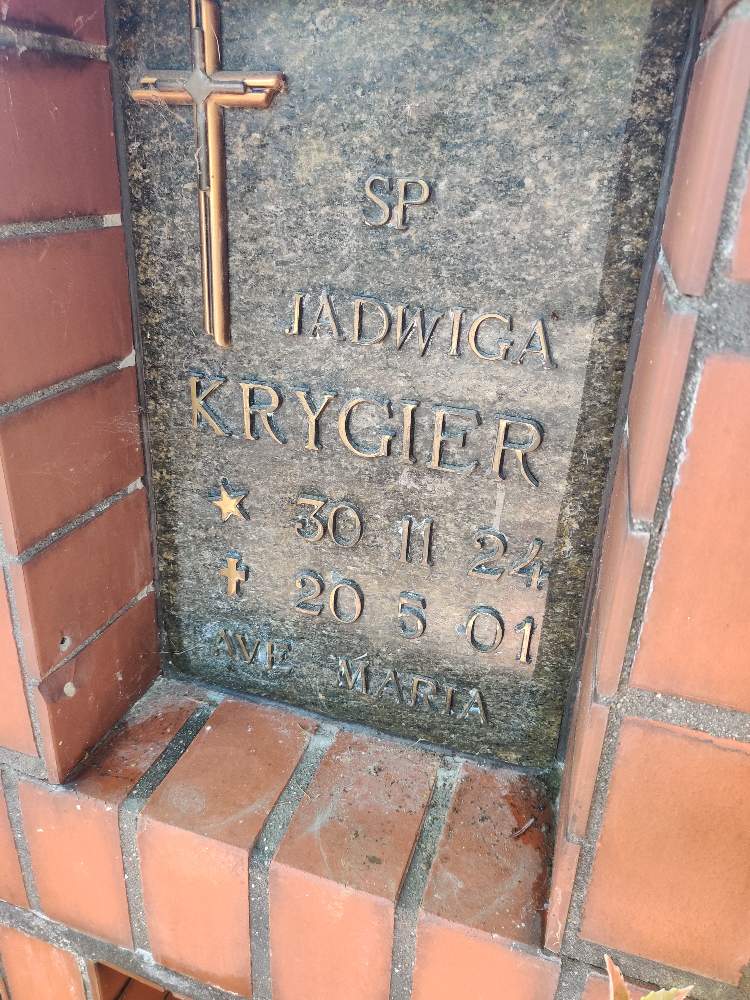 SP
JADWIGA
KRYGIER
30 11 24
20 5 01
AVE MARIA